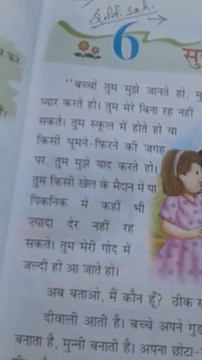 6
सु
"बच्चों तुम मुझे जानते हो, मु
प्यार करते हो। तुम मेरे बिना रह नहीं
सकते। तुम स्कूल में होते हो या
किसी घूमने-फिरने की जगह
पर, तुम मुझे याद करते हो।
तुम किसी खेल के मैदान में या
पिकनिक में कहीं भी
ज़्यादा देर नहीं रह
सकते। तुम मेरी गोद में
जल्दी ही आ जाते हो।
अब बताओ, मैं कौन हूँ? ठीक स
दीवाली आती है। बच्चे अपने गुड्
बनाता है, मुन्नी बनाती है। अपना छोटा-